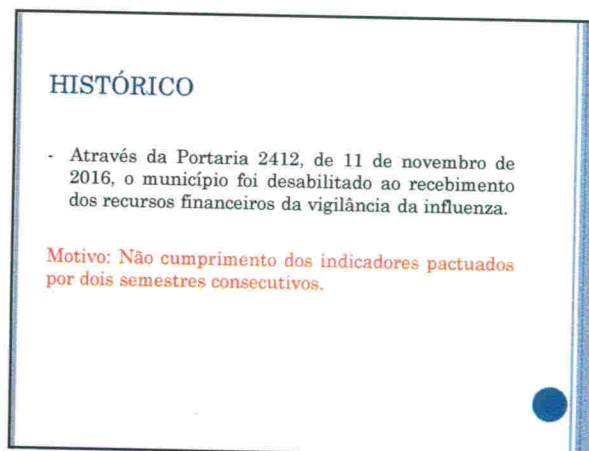 HISTÓRICO
- Através da Portaria 2412, de 11 de novembro de
2016, o município foi desabilitado ao recebimento
dos recursos financeiros da vigilância da influenza.
Motivo: Não cumprimento dos indicadores pactuados
por dois semestres consecutivos.